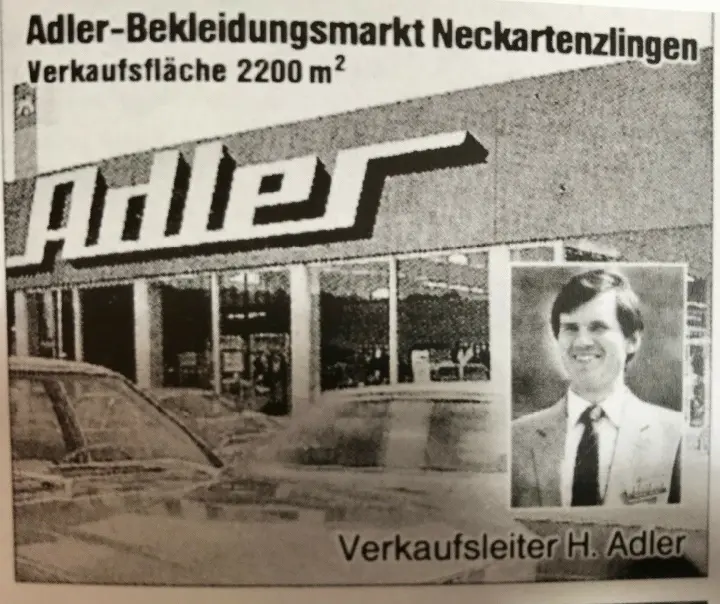 Adler-Bekleidungsmarkt Neckartenzlingen
Verkaufsfläche 2200 m²
Adler
Verkaufsleiter H. Adler